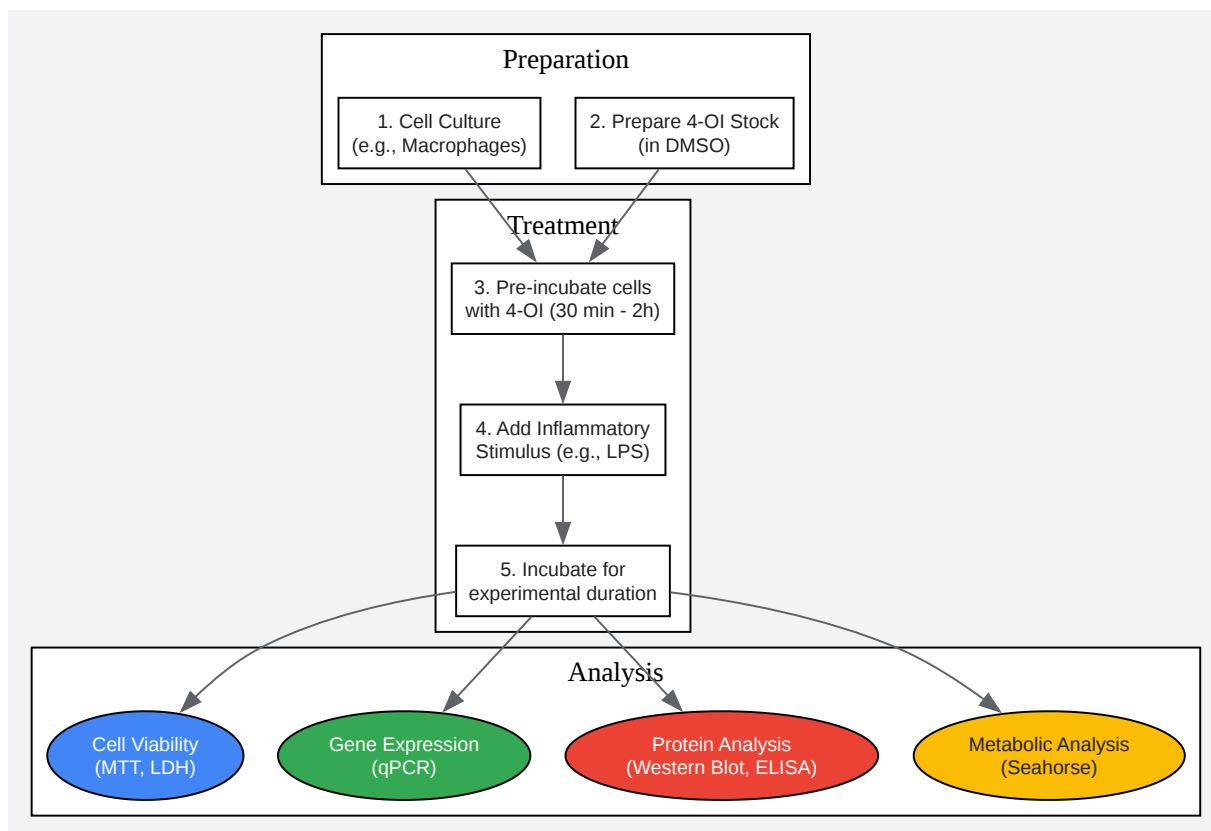 Preparation
1. Cell Culture
(e.g., Macrophages)
2. Prepare 4-OI Stock
(in DMSO)
Treatment
3. Pre-incubate cells
with 4-OI (30 min - 2h)
4. Add Inflammatory
Stimulus (e.g., LPS)
5. Incubate for
experimental duration
Analysis
Cell Viability
(MTT, LDH)
Gene Expression
(qPCR)
Protein Analysis
(Western Blot, ELISA)
Metabolic Analysis
(Seahorse)